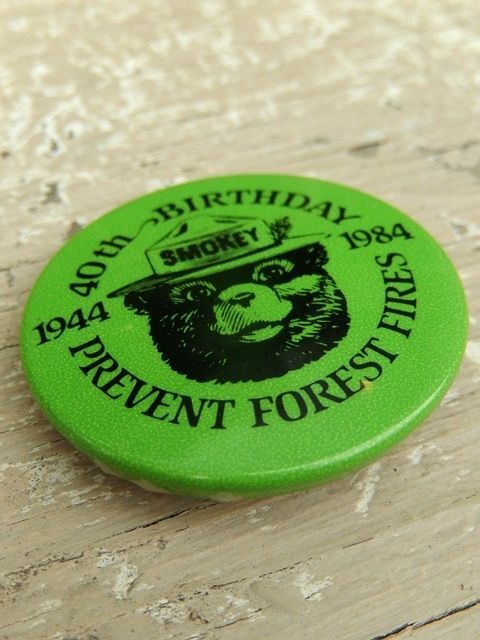 40th BIRTHDAY
SMOKEY
1944
1984
PREVENT FOREST FIRES